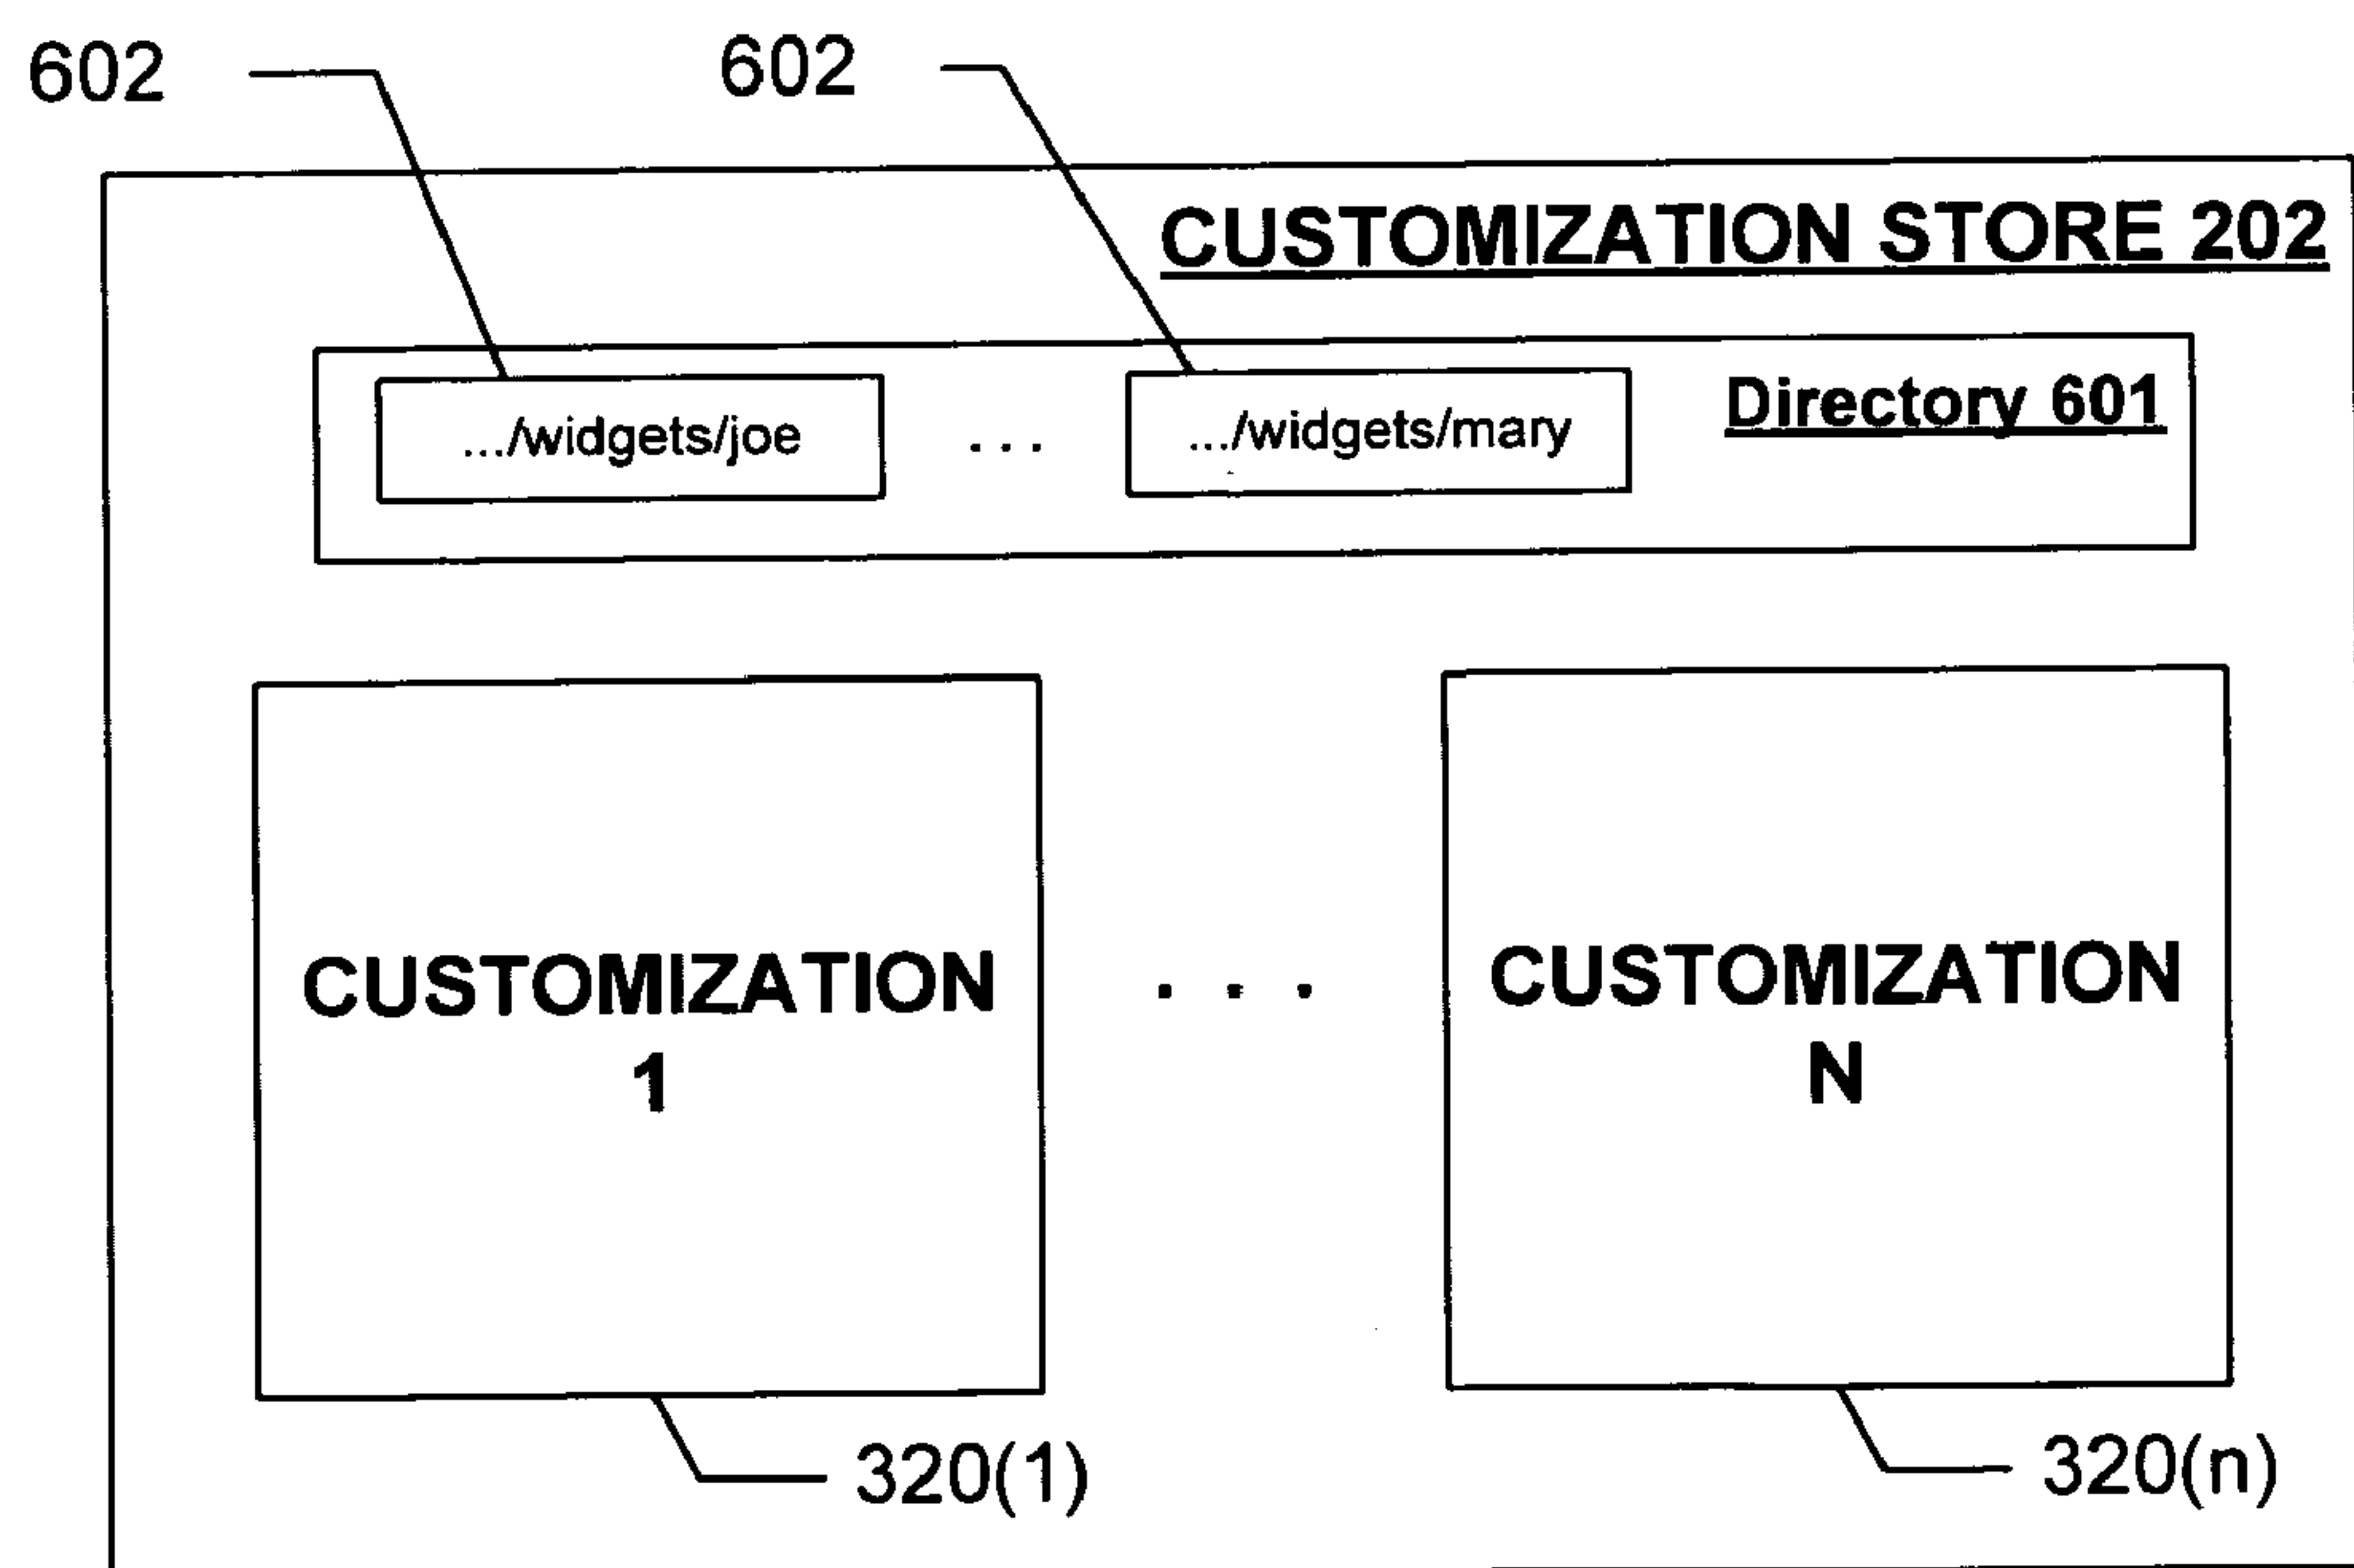 602
602
CUSTOMIZATION STORE 202
.../widgets/joe
...
.../widgets/mary
Directory 601
CUSTOMIZATION
1
...
CUSTOMIZATION
N
320(1)
320(n)